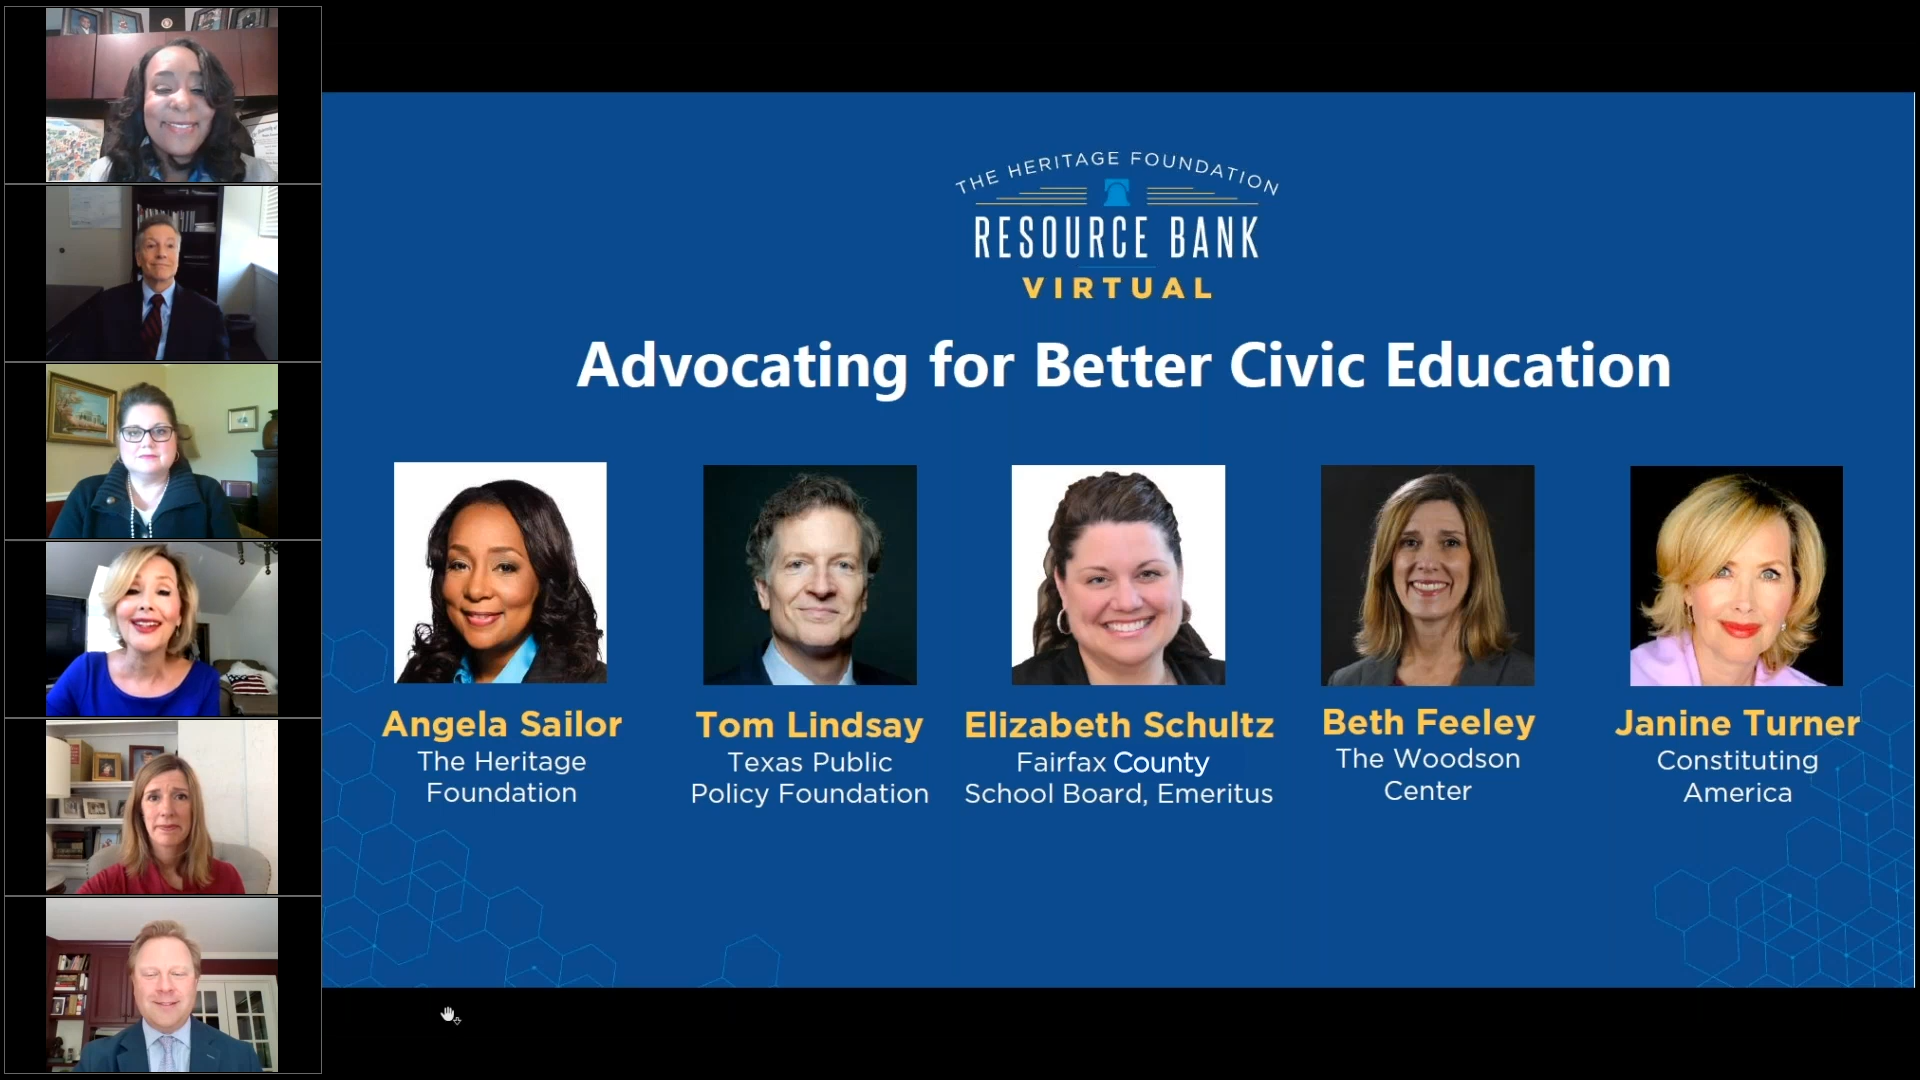 THE HERITAGE FOUNDATION
RESOURCE BANK
VIRTUAL
Advocating for Better Civic Education
Angela Sailor
The Heritage
Foundation
Tom Lindsay
Texas Public
Policy Foundation
Elizabeth Schultz
Fairfax County
School Board, Emeritus
Beth Feeley
The Woodson
Center
Janine Turner
Constituting
America